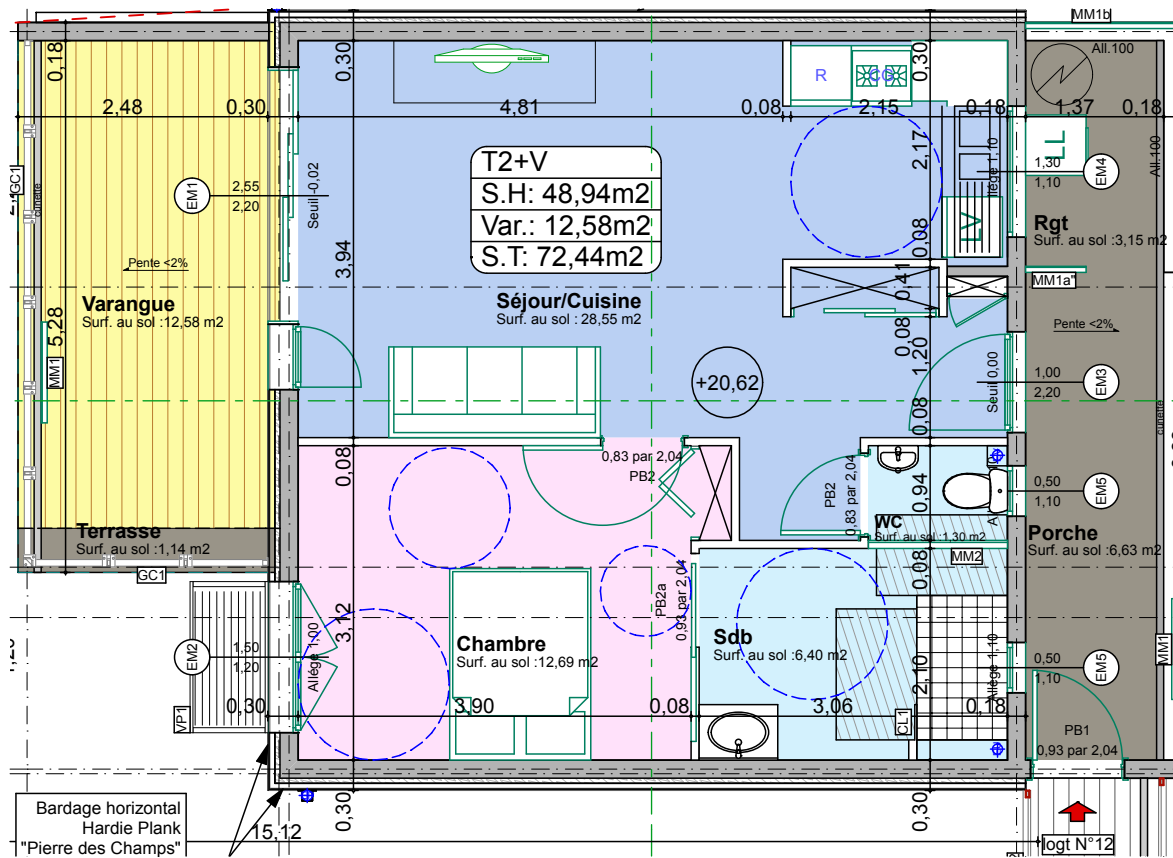 MM1b
0,18
0,30
0,30
All.100
R
CG
2,48
0,30
4,81
0,08
2,15
0,18
1,37
0,18
T2+V
S.H: 48,94m2
Var.: 12,58m2
S.T: 72,44m2
2,17
LL
All.100
1,30
1,10
EM4
GC1
cunette
EM1
2,55
2,20
Seuil -0,02
LV
0,08
Rgt
Surf. au sol :3,15 m2
Pente <2%
3,94
0,41
MM1a"
Varangue
Surf. au sol :12,58 m2
Séjour/Cuisine
Surf. au sol : 28,55 m2
5,28
0,08
Pente <2%
MM1
1,20
+20,62
Seuil 0,00
1,00
2,20
EM3
0,08
cunette
0,08
0,83 par 2,04
PB2
PB2
0,83 par 2,04
0,94
0,50
1,10
EM5
Terrasse
Surf. au sol :1,14 m2
WC
Surf. au sol :1,30 m2
Porche
Surf. au sol :6,63 m2
GC1
0,08
MM2
PB2a
0,93 par 2,04
3,12
Allège 1,00
Chambre
Surf. au sol :12,69 m2
Sdb
Surf. au sol :6,40 m2
EM2
1,50
1,20
2,10
Allège 1,10
0,50
1,10
EM5
MM1
VP1
0,30
3,90
0,08
3,06
CL1
0,18
PB1
0,93 par 2,04
0,30
0,30
Bardage horizontal
Hardie Plank
"Pierre des Champs"
15,12
logt N°12